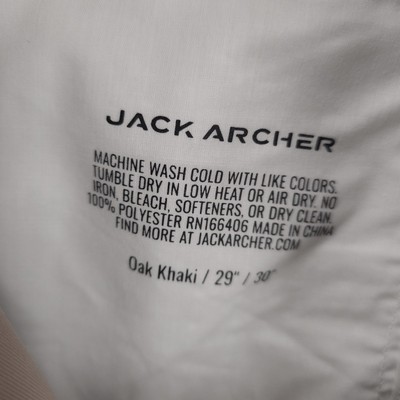 JACK ARCHER
MACHINE WASH COLD WITH LIKE COLORS.
TUMBLE DRY IN LOW HEAT OR AIR DRY. NO
IRON, BLEACH, SOFTENERS, OR DRY CLEAN.
100% POLYESTER RN166406 MADE IN CHINA
FIND MORE AT JACKARCHER.COM
Oak Khaki / 29" / 30"